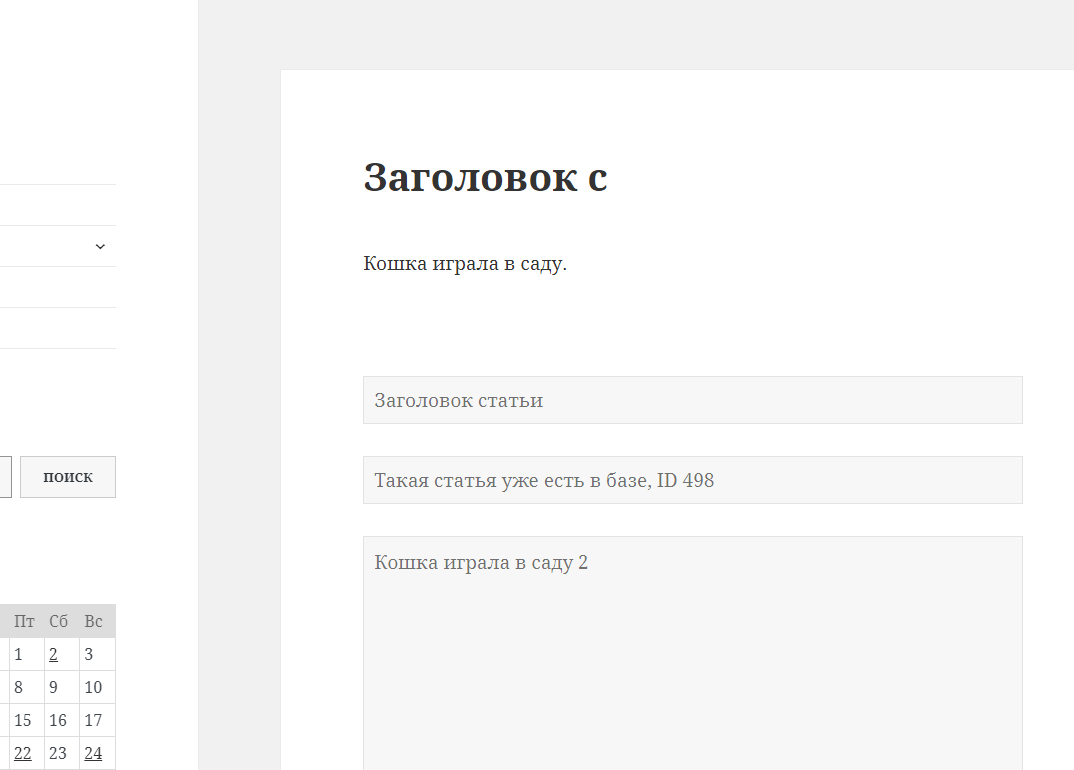 Заголовок с
Кошка играла в саду.
Заголовок статьи
Такая статья уже есть в базе, ID 498
Кошка играла в саду 2
ПОИСК
Пт Сб Вс
1 2 3
8 9 10
15 16 17
22 23 24